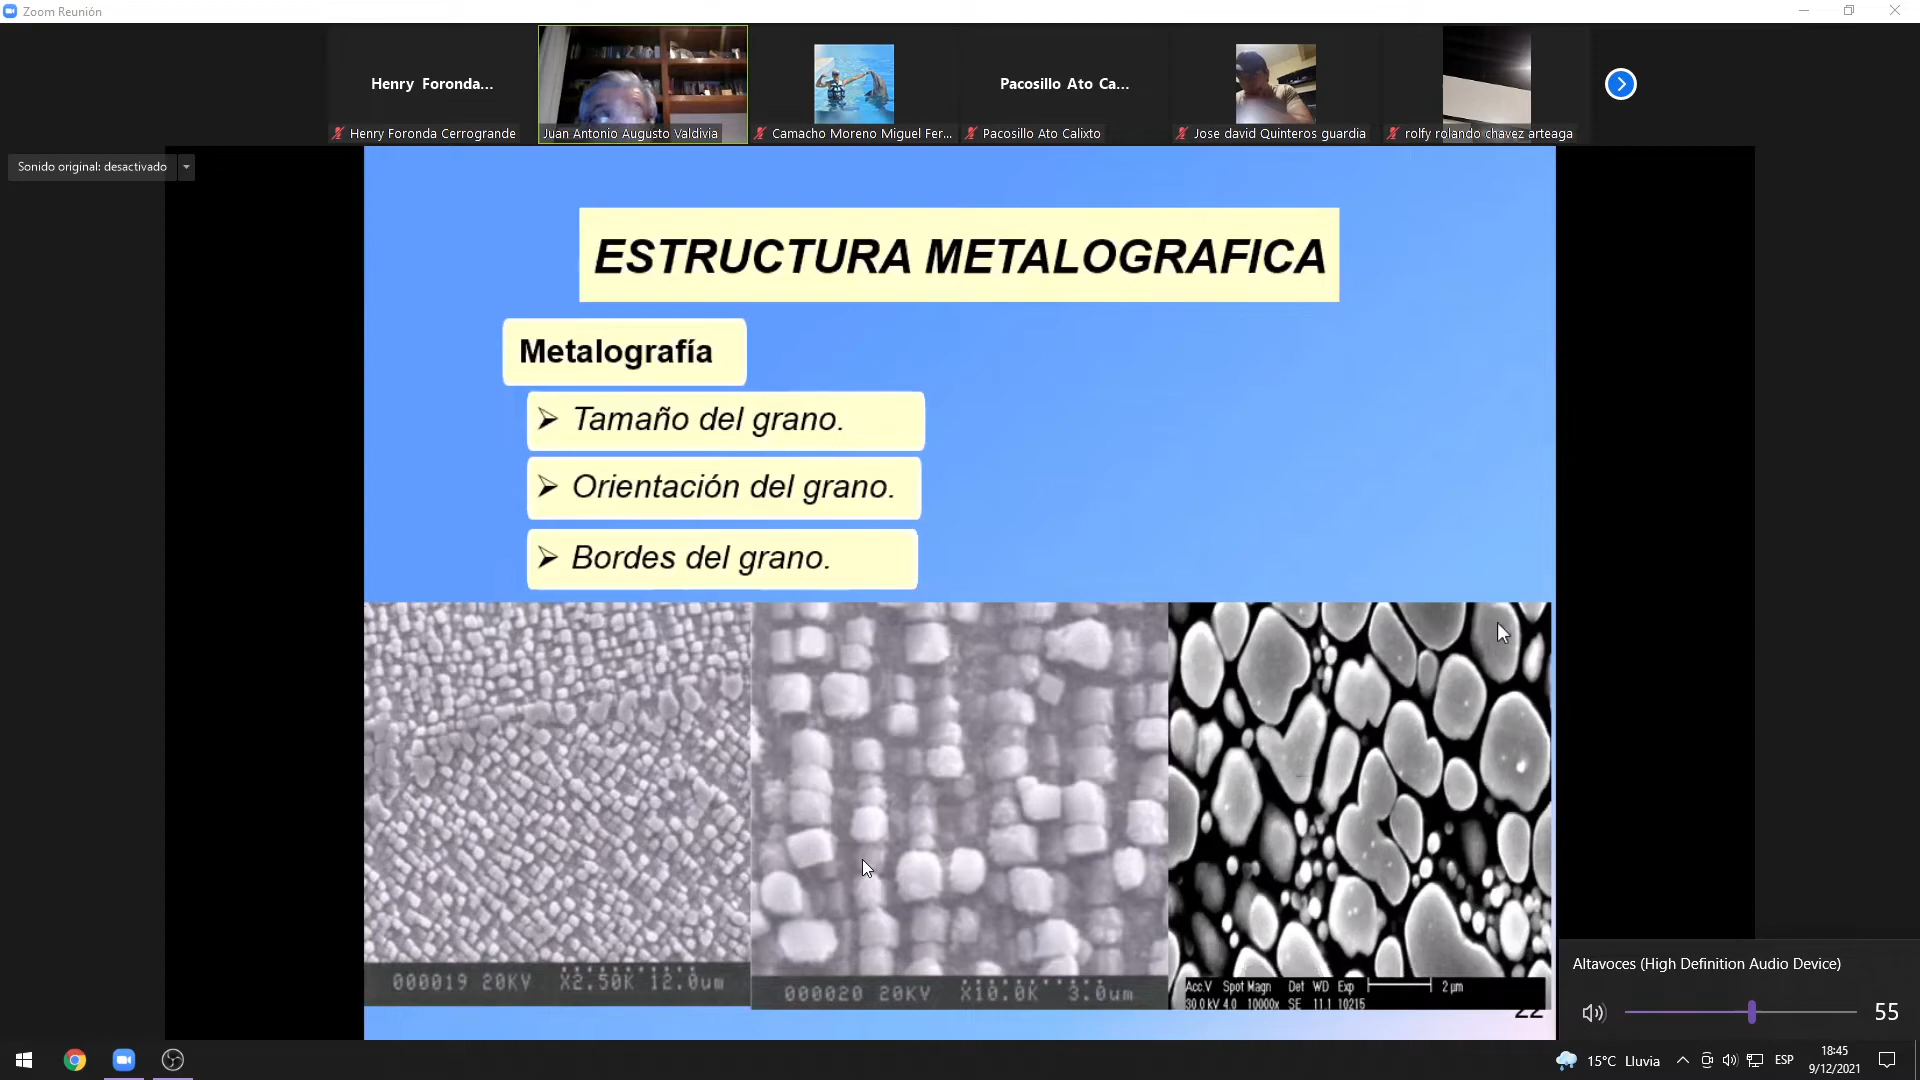 Zoom Reunión
Henry Foronda...
Pacosillo Ato Ca...
Henry Foronda Cerrogrande
Juan Antonio Augusto Valdivia
Camacho Moreno Miguel Fer...
Pacosillo Ato Calixto
Jose david Quinteros guardia
rolfy rolando chavez arteaga
Sonido original: desactivado
ESTRUCTURA METALOGRAFICA
Metalografía
➢ Tamaño del grano.
➢ Orientación del grano.
➢ Bordes del grano.
000019 20KV X2.50K 12.0um
000020 20KV X10.0K 3.0um
Acc.V Spot Magn Det WD Exp 2 µm
30.0 kV 4.0 10000x SE 11.1 10215
22
Altavoces (High Definition Audio Device)
55
15°C Lluvia
ESP
18:45
9/12/2021